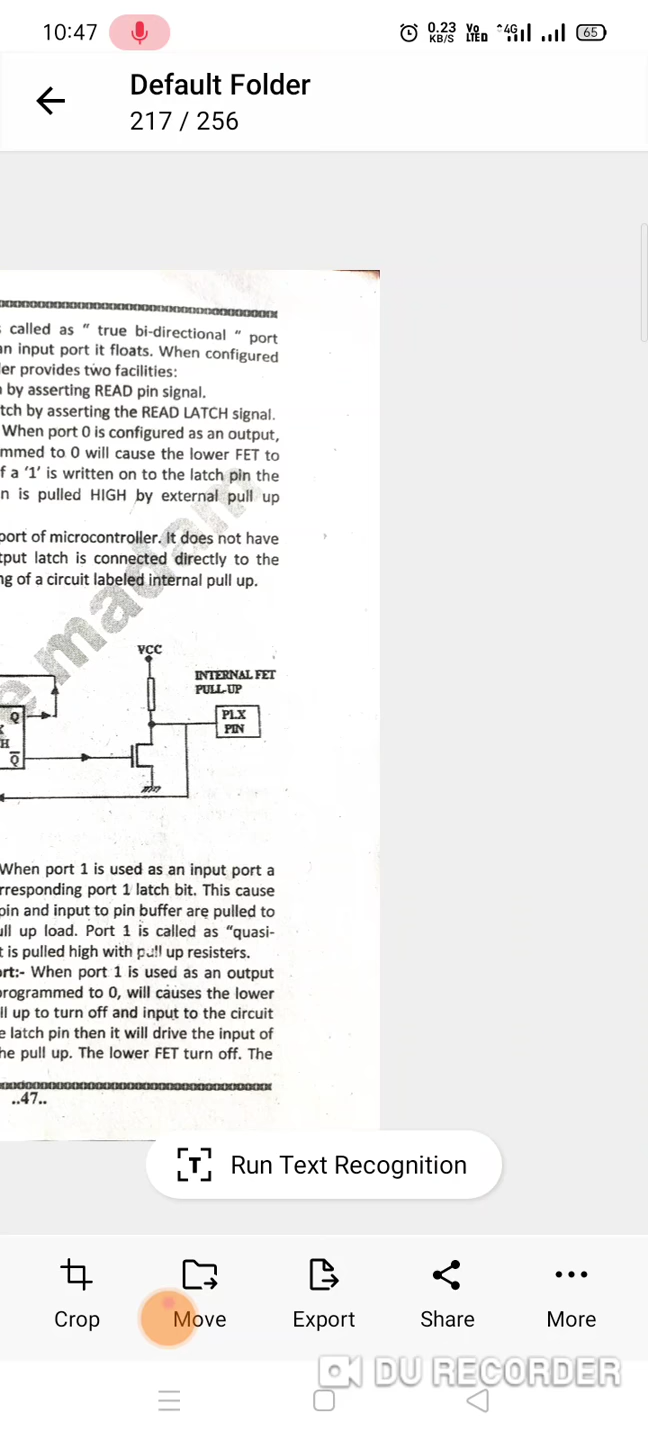 10:47
0.23
KB/S
Vo
LTED
4G
65
Default Folder
217 / 256
called as “ true bi-directional “ port
an input port it floats. When configured
er provides two facilities:
by asserting READ pin signal.
tch by asserting the READ LATCH signal.
When port 0 is configured as an output,
mmed to 0 will cause the lower FET to
f a ‘1’ is written on to the latch pin the
n is pulled HIGH by external pull up
port of microcontroller. It does not have
tput latch is connected directly to the
ng of a circuit labeled internal pull up.
e madam
VCC
INTERNAL FET
PULL-UP
Q
PLX
PIN
H
Q
When port 1 is used as an input port a
rresponding port 1 latch bit. This cause
pin and input to pin buffer are pulled to
ull up load. Port 1 is called as “quasi-
t is pulled high with pull up resisters.
ort:- When port 1 is used as an output
programmed to 0, will causes the lower
ll up to turn off and input to the circuit
e latch pin then it will drive the input of
he pull up. The lower FET turn off. The
..47..
T Run Text Recognition
Crop Move Export Share More
DU RECORDER